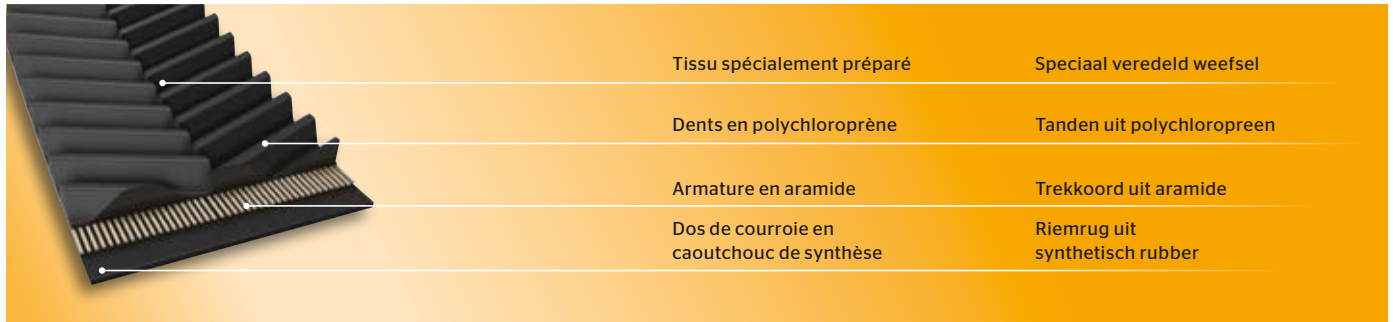 Tissu spécialement préparé
Speciaal veredeld weefsel
Dents en polychloroprène
Tanden uit polychloropreen
Armature en aramide
Trekkoord uit aramide
Dos de courroie en
caoutchouc de synthèse
Riemrug uit
synthetisch rubber